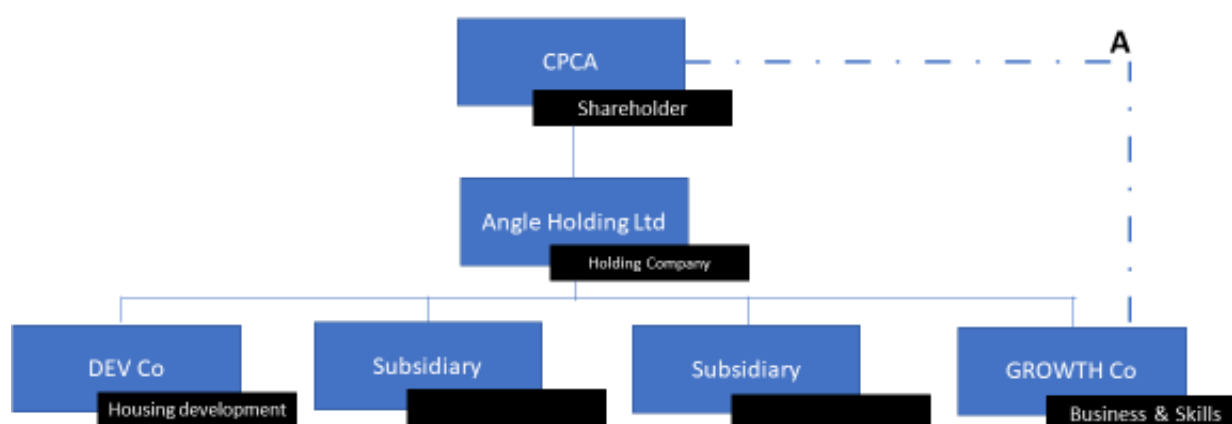 A
CPCA
Shareholder
Angle Holding Ltd
Holding Company
DEV Co
Subsidiary
Subsidiary
GROWTH Co
Housing development
Business & Skills